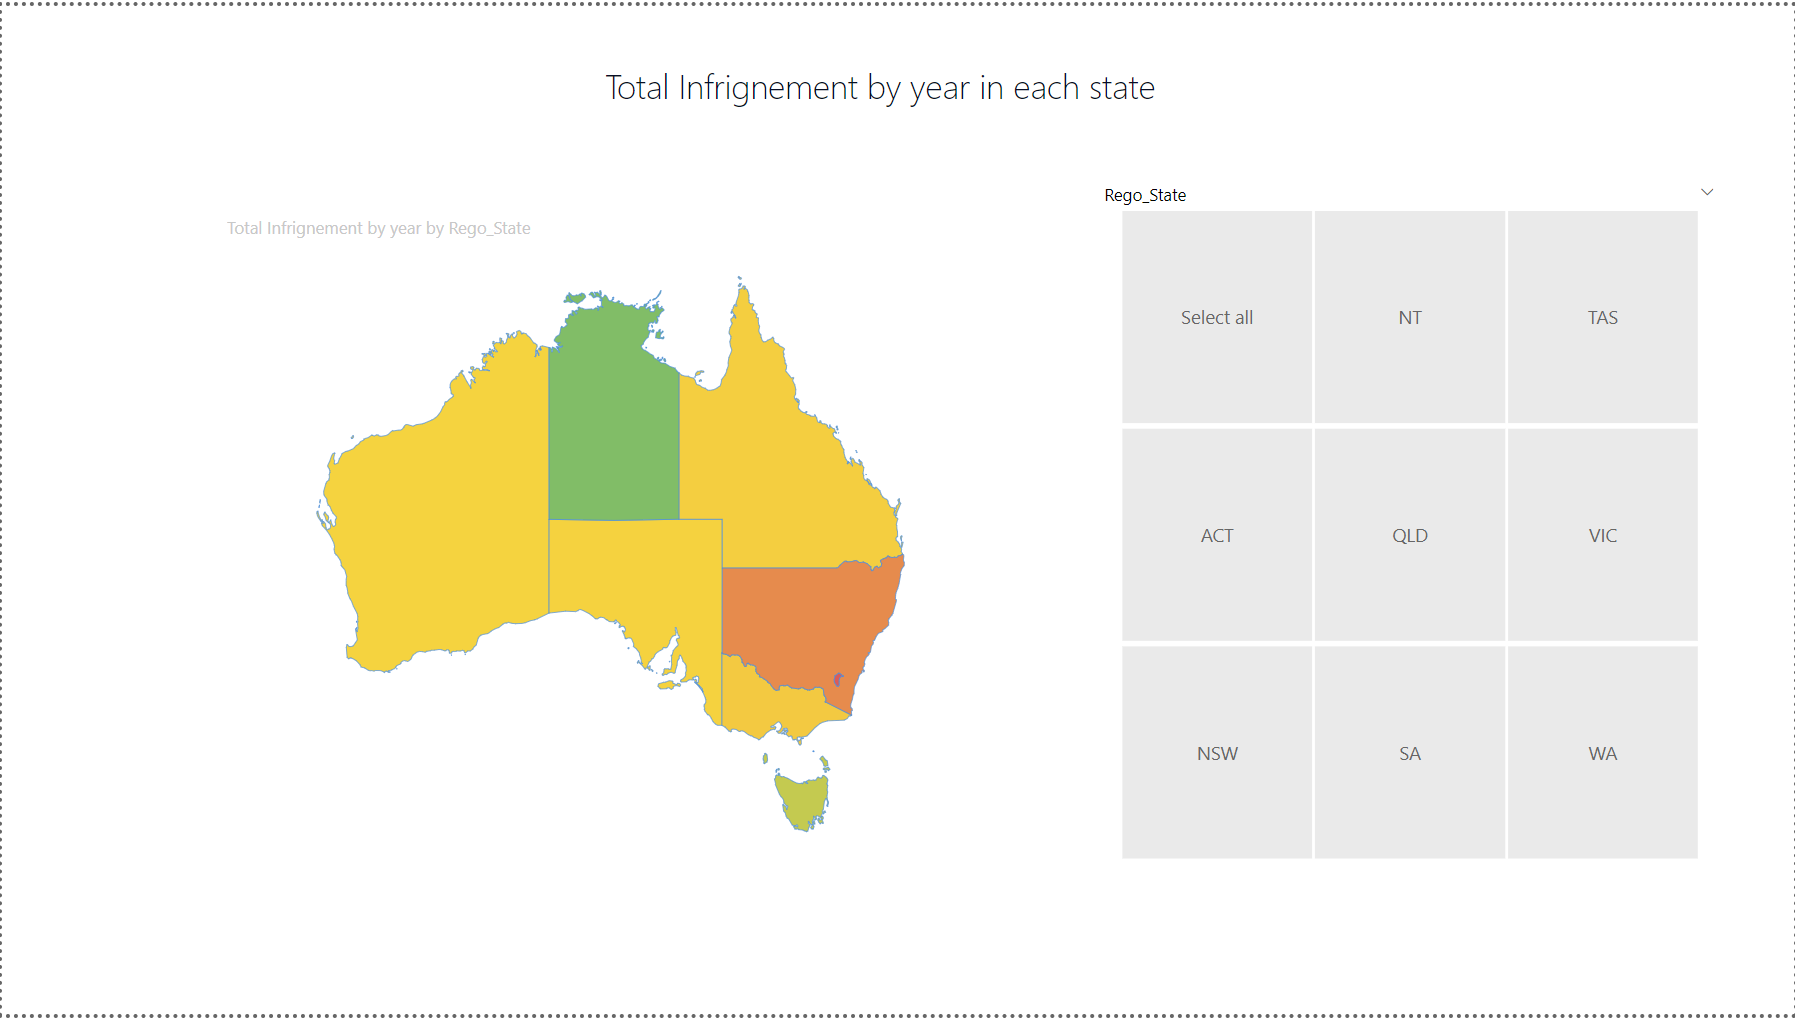 Total Infrignement by year in each state
Rego_State
Total Infrignement by year by Rego_State
Select all
NT
TAS
ACT
QLD
VIC
NSW
SA
WA